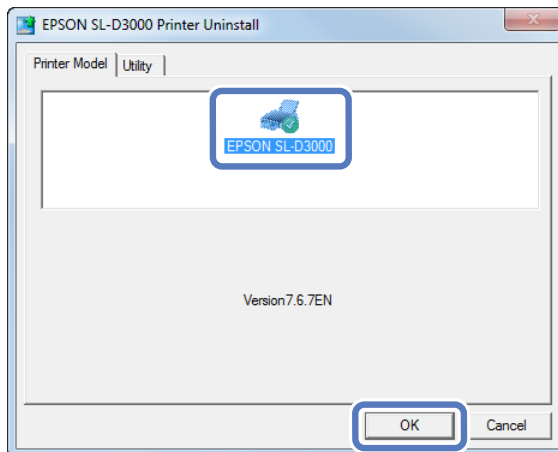 EPSON SL-D3000 Printer Uninstall
Printer Model Utility
EPSON SL-D3000
Version7.6.7EN
OK Cancel